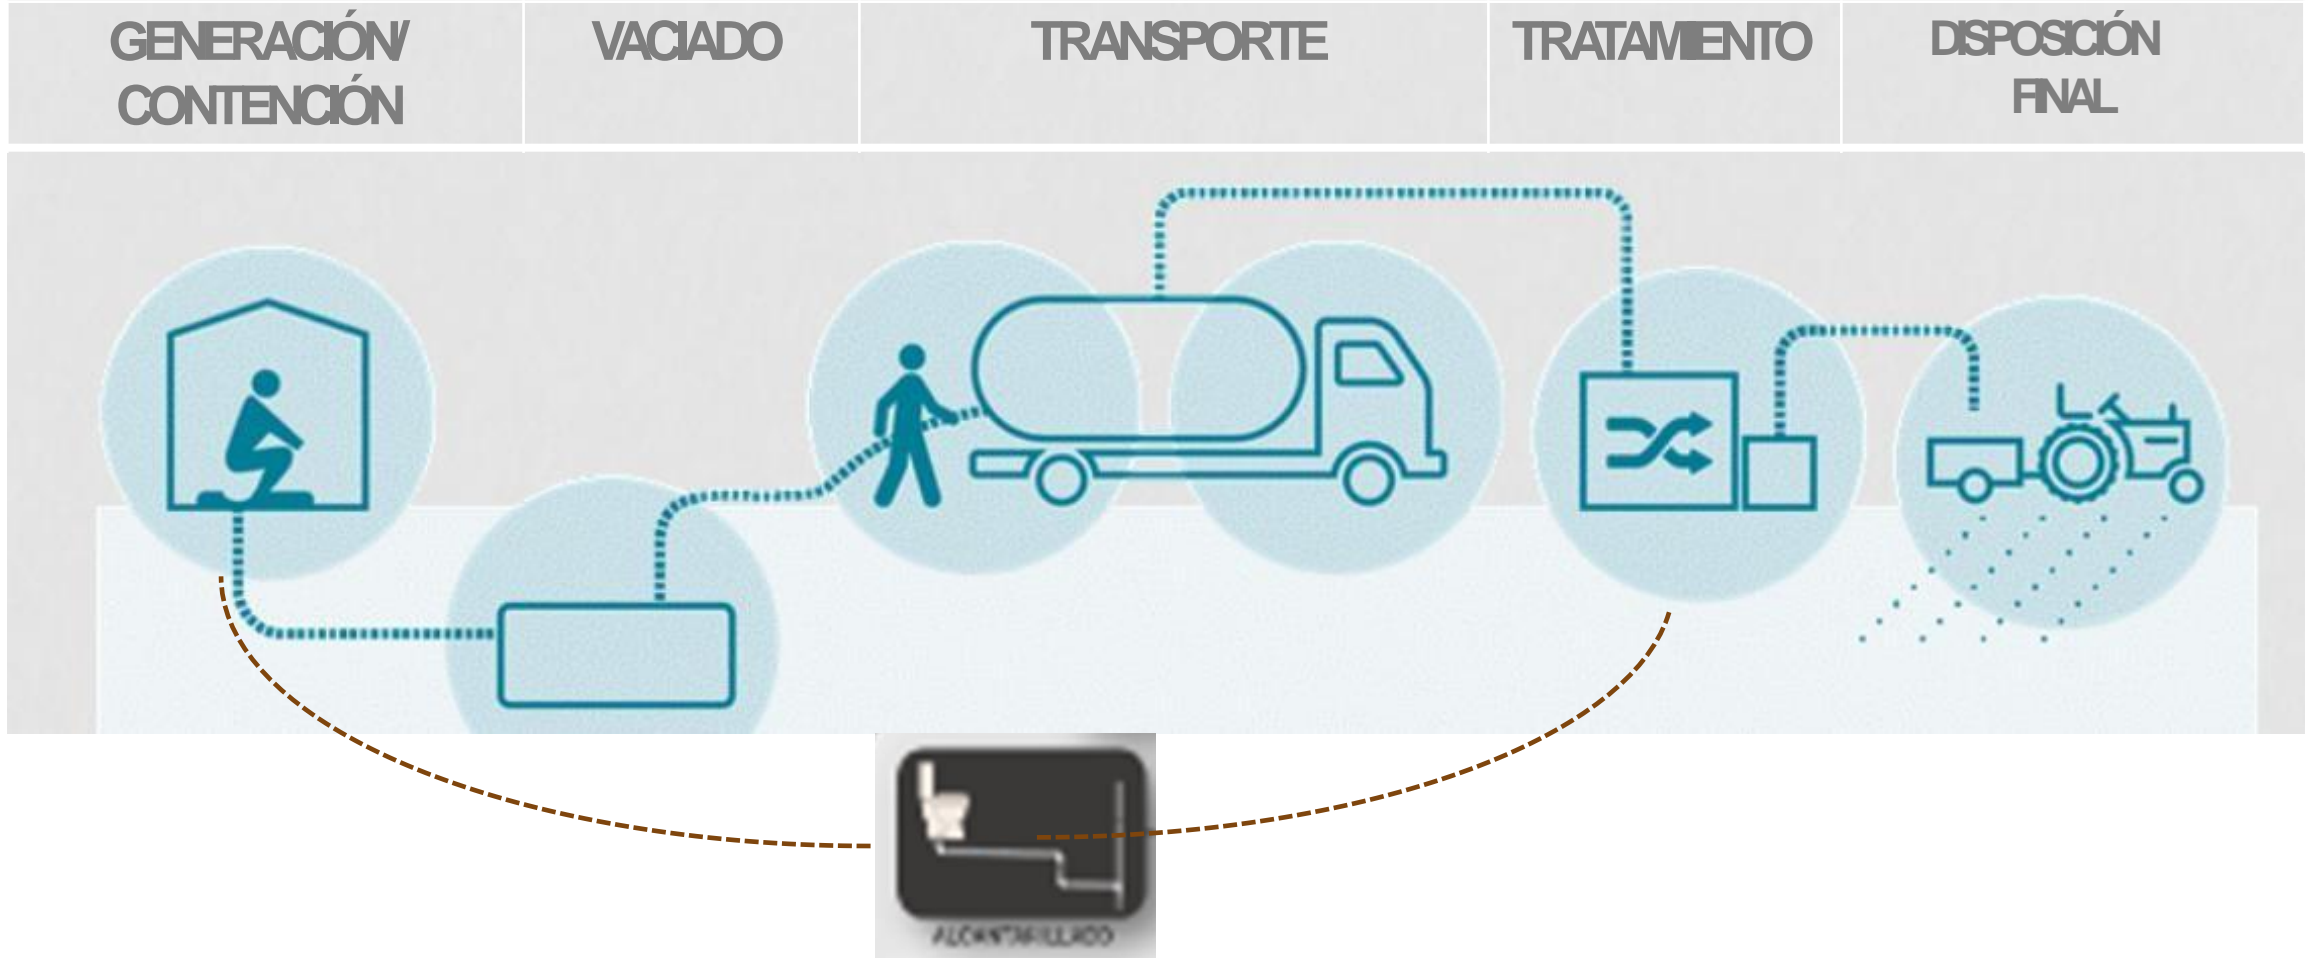 GENERACIÓN/
CONTENCIÓN
VACIADO
TRANSPORTE
TRATAMIENTO
DISPOSICIÓN
FINAL
ALCANTARILLADO